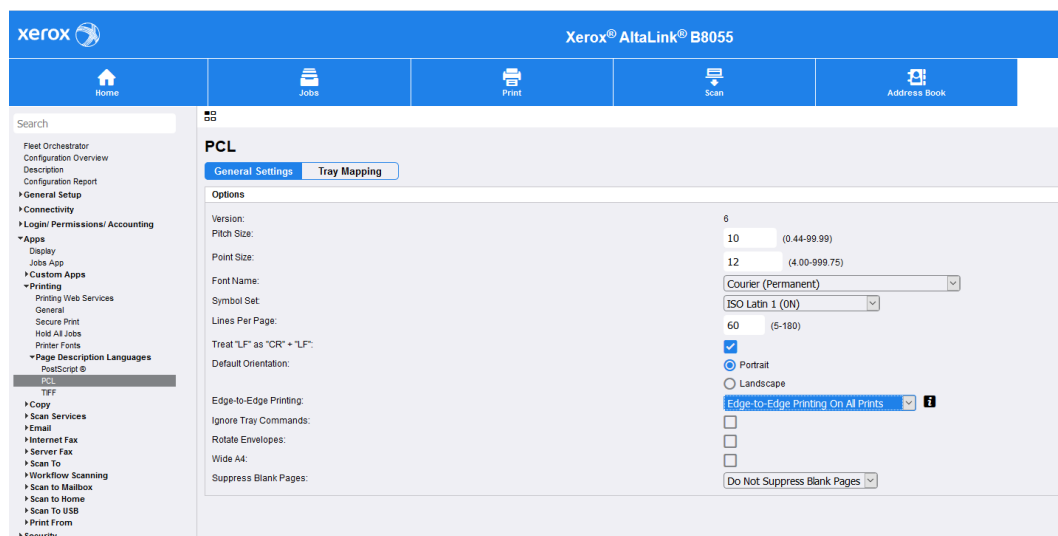 xerox
Xerox® AltaLink® B8055
Home
Jobs
Print
Scan
Address Book
Search
Fleet Orchestrator
Configuration Overview
Description
Configuration Report
General Setup
Connectivity
Login/ Permissions/ Accounting
Apps
Display
Jobs App
Custom Apps
Printing
Printing Web Services
General
Secure Print
Hold All Jobs
Printer Fonts
Page Description Languages
PostScript ®
PCL
TIFF
Copy
Scan Services
Email
Internet Fax
Server Fax
Scan To
Workflow Scanning
Scan to Mailbox
Scan to Home
Scan To USB
Print From
Security
PCL
General Settings Tray Mapping
Options
Version: 6
Pitch Size: 10 (0.44-99.99)
Point Size: 12 (4.00-999.75)
Font Name: Courier (Permanent)
Symbol Set: ISO Latin 1 (0N)
Lines Per Page: 60 (5-180)
Treat "LF" as "CR" + "LF":
Default Orientation: Portrait
Landscape
Edge-to-Edge Printing: Edge-to-Edge Printing On All Prints i
Ignore Tray Commands:
Rotate Envelopes:
Wide A4:
Suppress Blank Pages: Do Not Suppress Blank Pages